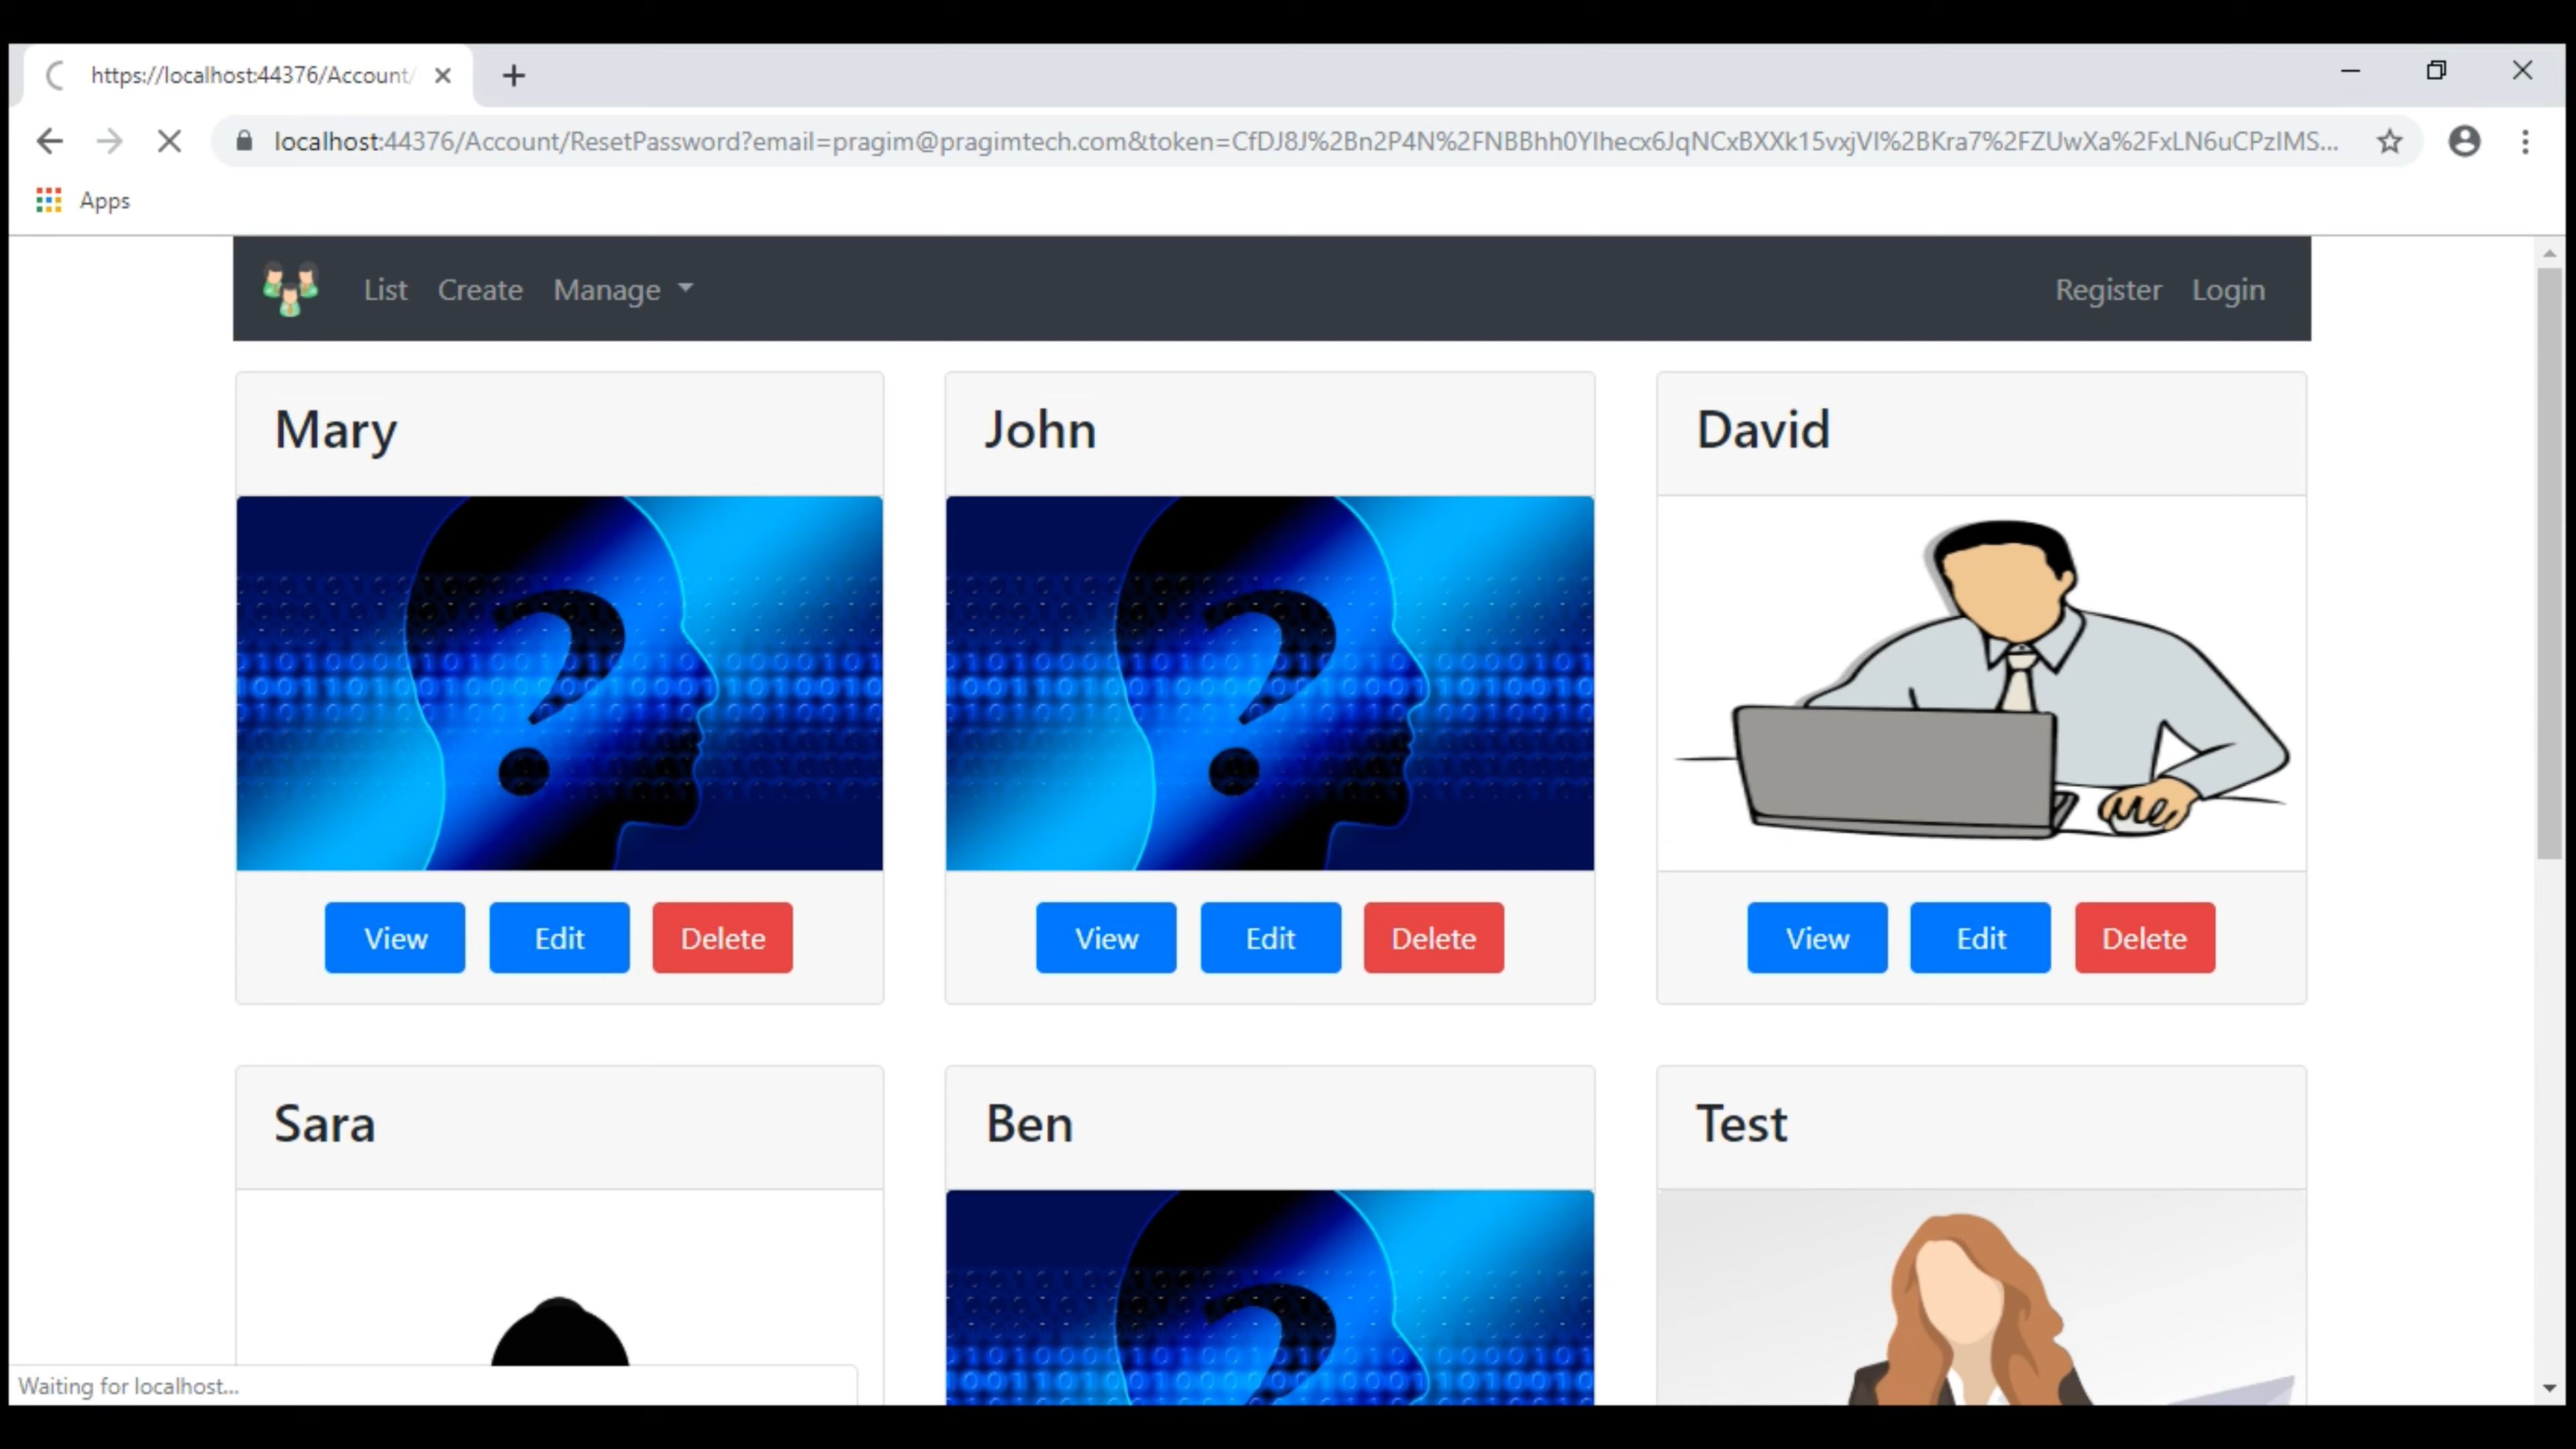 https://localhost:44376/Account/
localhost:44376/Account/ResetPassword?email=pragim@pragimtech.com&token=CfDJ8J%2Bn2P4N%2FNBBhh0YIhecx6JqNCxBXXk15vxjVI%2BKra7%2FZUwXa%2FxLN6uCPzIMS...
Apps
List Create Manage Register Login
Mary John David
View Edit Delete View Edit Delete View Edit Delete
Sara Ben Test
Waiting for localhost...